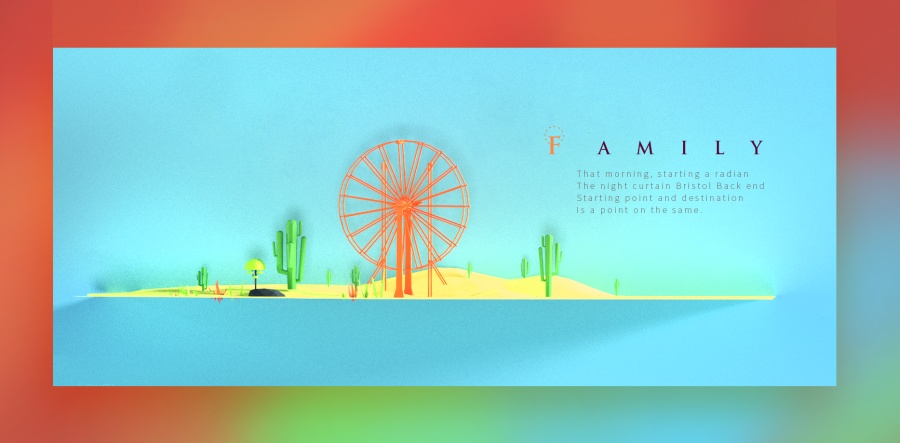 FAMILY
That morning, starting a radian
The night curtain Bristol Back end
Starting point and destination
Is a point on the same.